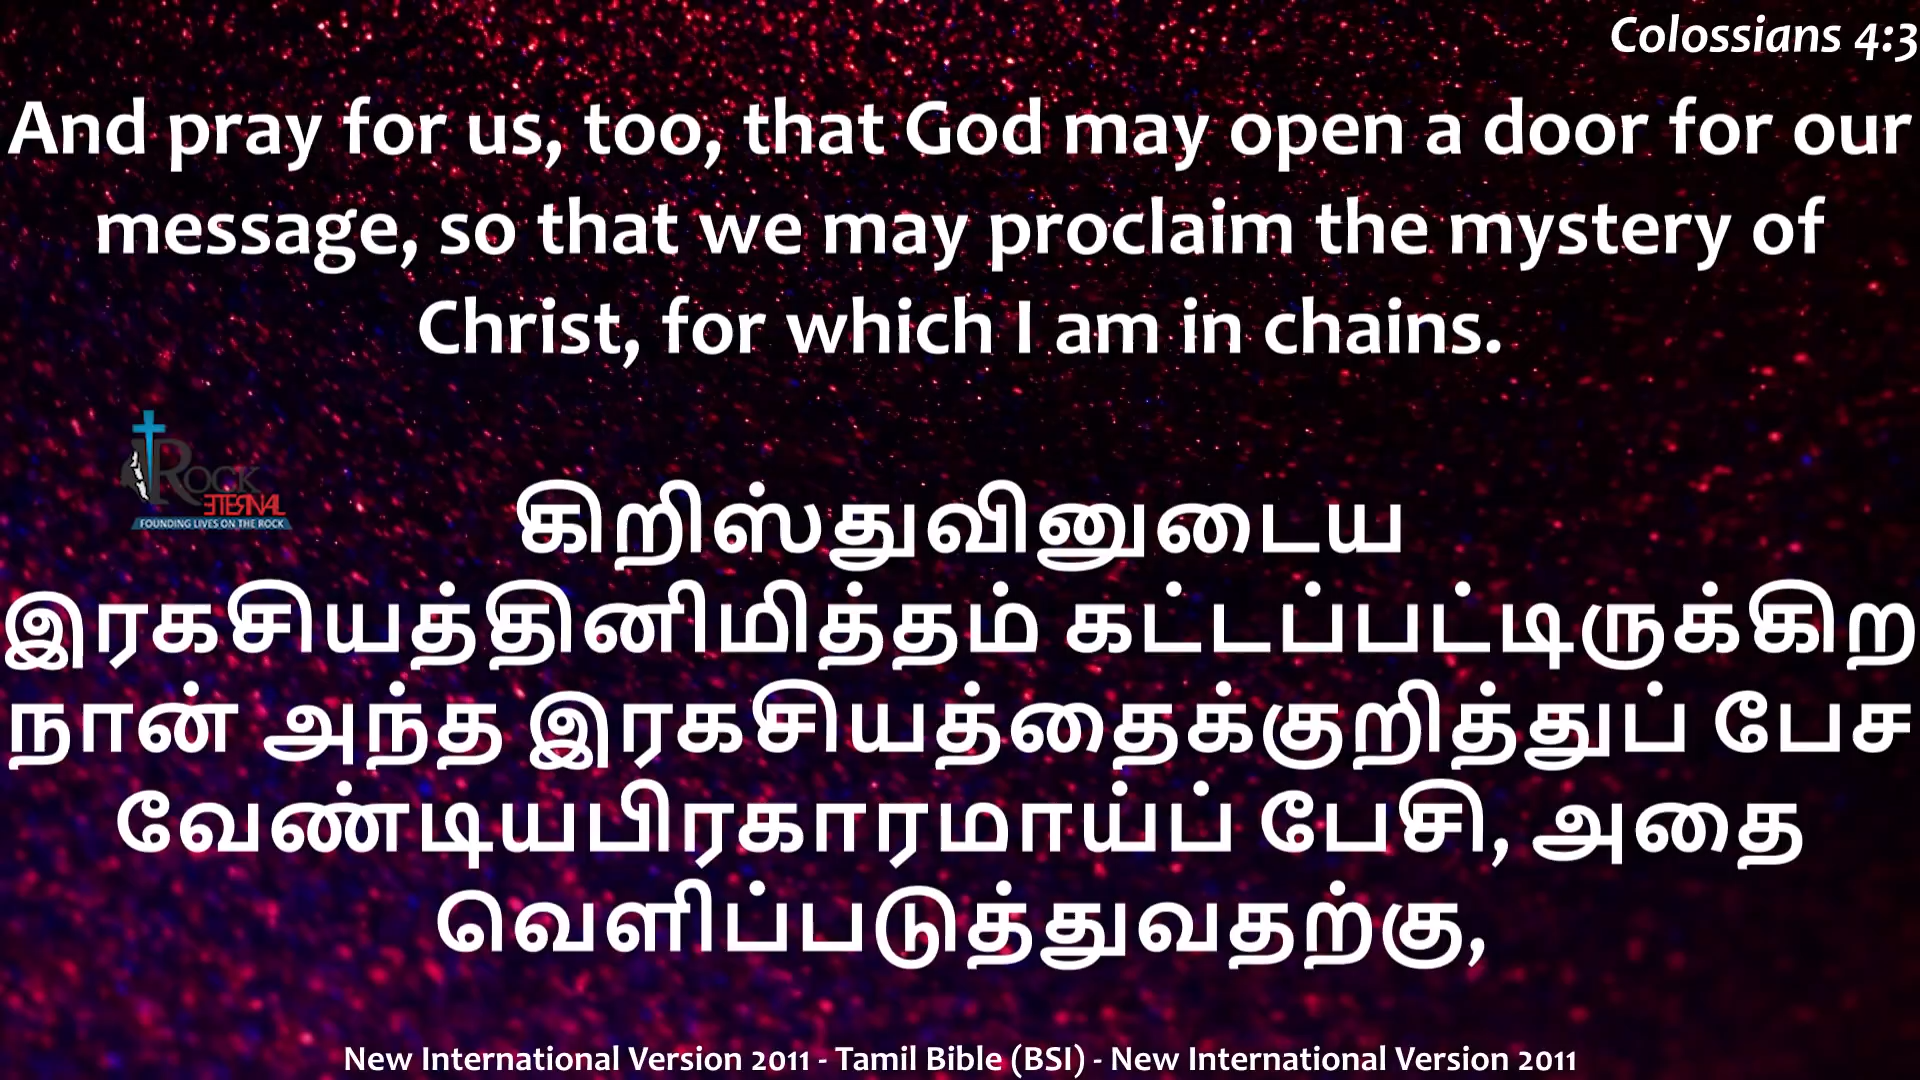 Colossians 4:3
And pray for us, too, that God may open a door for our
message, so that we may proclaim the mystery of
Christ, for which I am in chains.
ROCK
ETERNAL
FOUNDING LIVES ON THE ROCK
கிறிஸ்துவினுடைய
இரகசியத்தினிமித்தம் கட்டப்பட்டிருக்கிற
நான் அந்த இரகசியத்தைக்குறித்துப் பேச
வேண்டியபிரகாரமாய்ப் பேசி, அதை
வெளிப்படுத்துவதற்கு,
New International Version 2011 - Tamil Bible (BSI) - New International Version 2011